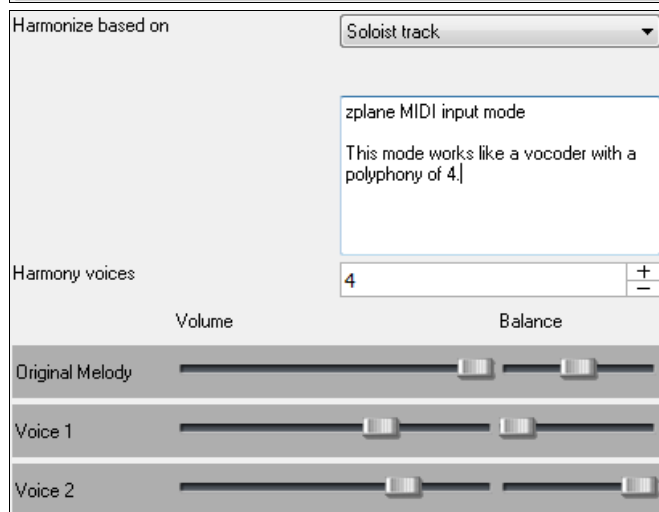 Harmonize based on
Soloist track
zplane MIDI input mode
This mode works like a vocoder with a
polyphony of 4.
Harmony voices
4
Volume Balance
Original Melody
Voice 1
Voice 2